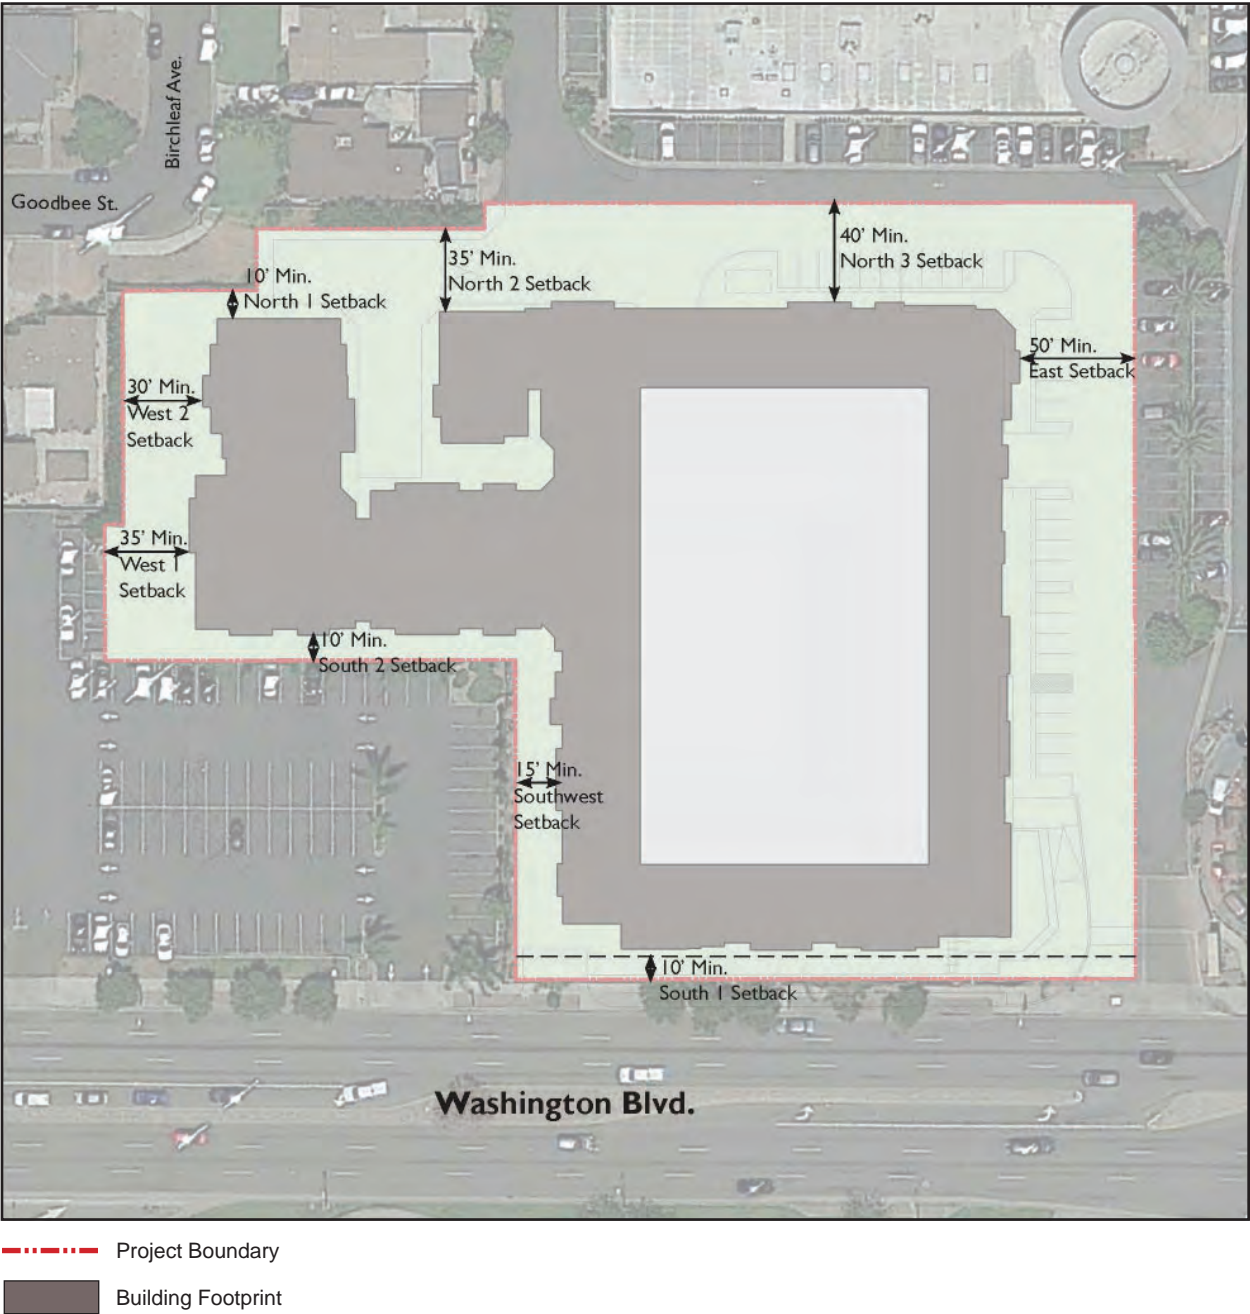 Birchleaf Ave.
Goodbee St.
10' Min.
North 1 Setback
35' Min.
North 2 Setback
40' Min.
North 3 Setback
50' Min.
East Setback
30' Min.
West 2
Setback
35' Min.
West 1
Setback
10' Min.
South 2 Setback
15' Min.
Southwest
Setback
10' Min.
South 1 Setback
Washington Blvd.
Project Boundary
Building Footprint